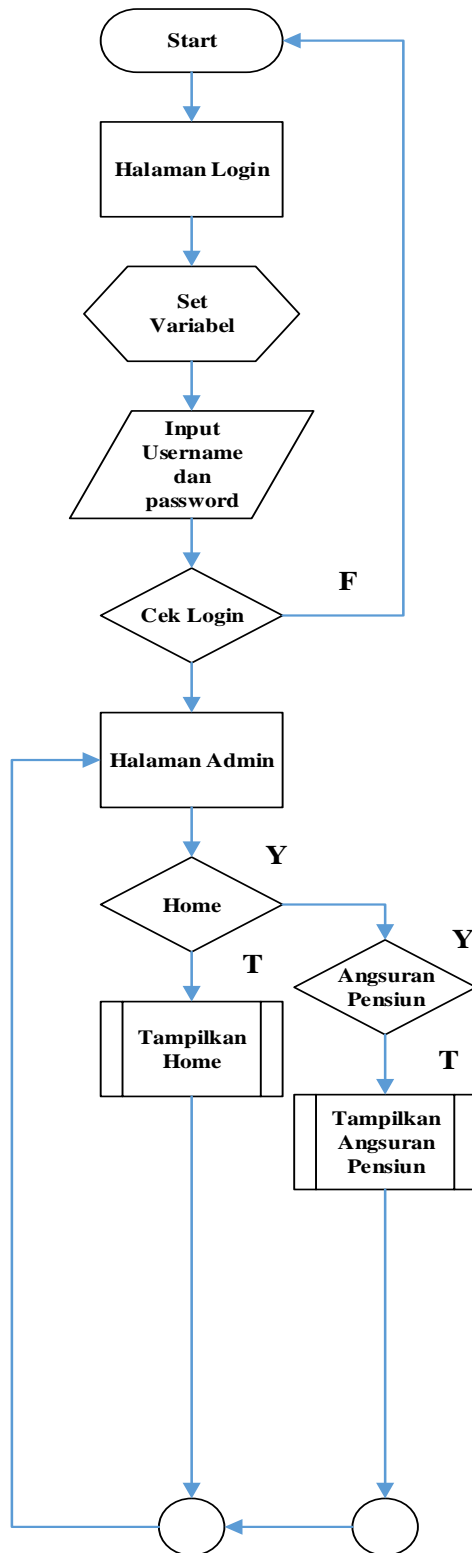 Start
Halaman Login
Set
Variabel
Input
Username
dan
password
Cek Login
F
Halaman Admin
Y
Home
Y
T
Angsuran
Pensiun
Tampilkan
Home
T
Tampilkan
Angsuran
Pensiun